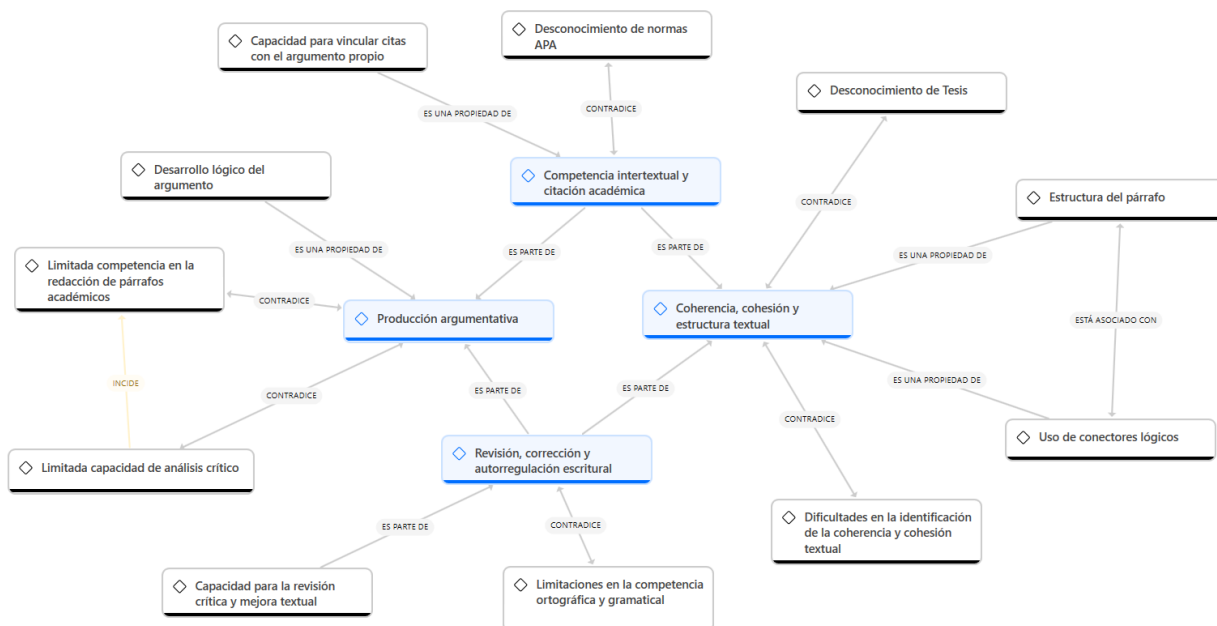 Capacidad para vincular citas
con el argumento propio
Desconocimiento de normas
APA
Desconocimiento de Tesis
ES UNA PROPIEDAD DE
CONTRADICE
Desarrollo lógico del
argumento
Competencia intertextual y
citación académica
CONTRADICE
Estructura del párrafo
ES UNA PROPIEDAD DE
ES PARTE DE
ES PARTE DE
ES UNA PROPIEDAD DE
Limitada competencia en la
redacción de párrafos
académicos
CONTRADICE
Producción argumentativa
Coherencia, cohesión y
estructura textual
ESTÁ ASOCIADO CON
INCIDE
CONTRADICE
ES PARTE DE
ES PARTE DE
ES UNA PROPIEDAD DE
CONTRADICE
Uso de conectores lógicos
Limitada capacidad de análisis crítico
Revisión, corrección y
autorregulación escritural
ES PARTE DE
CONTRADICE
Dificultades en la identificación
de la coherencia y cohesión
textual
Capacidad para la revisión
crítica y mejora textual
Limitaciones en la competencia
ortográfica y gramatical